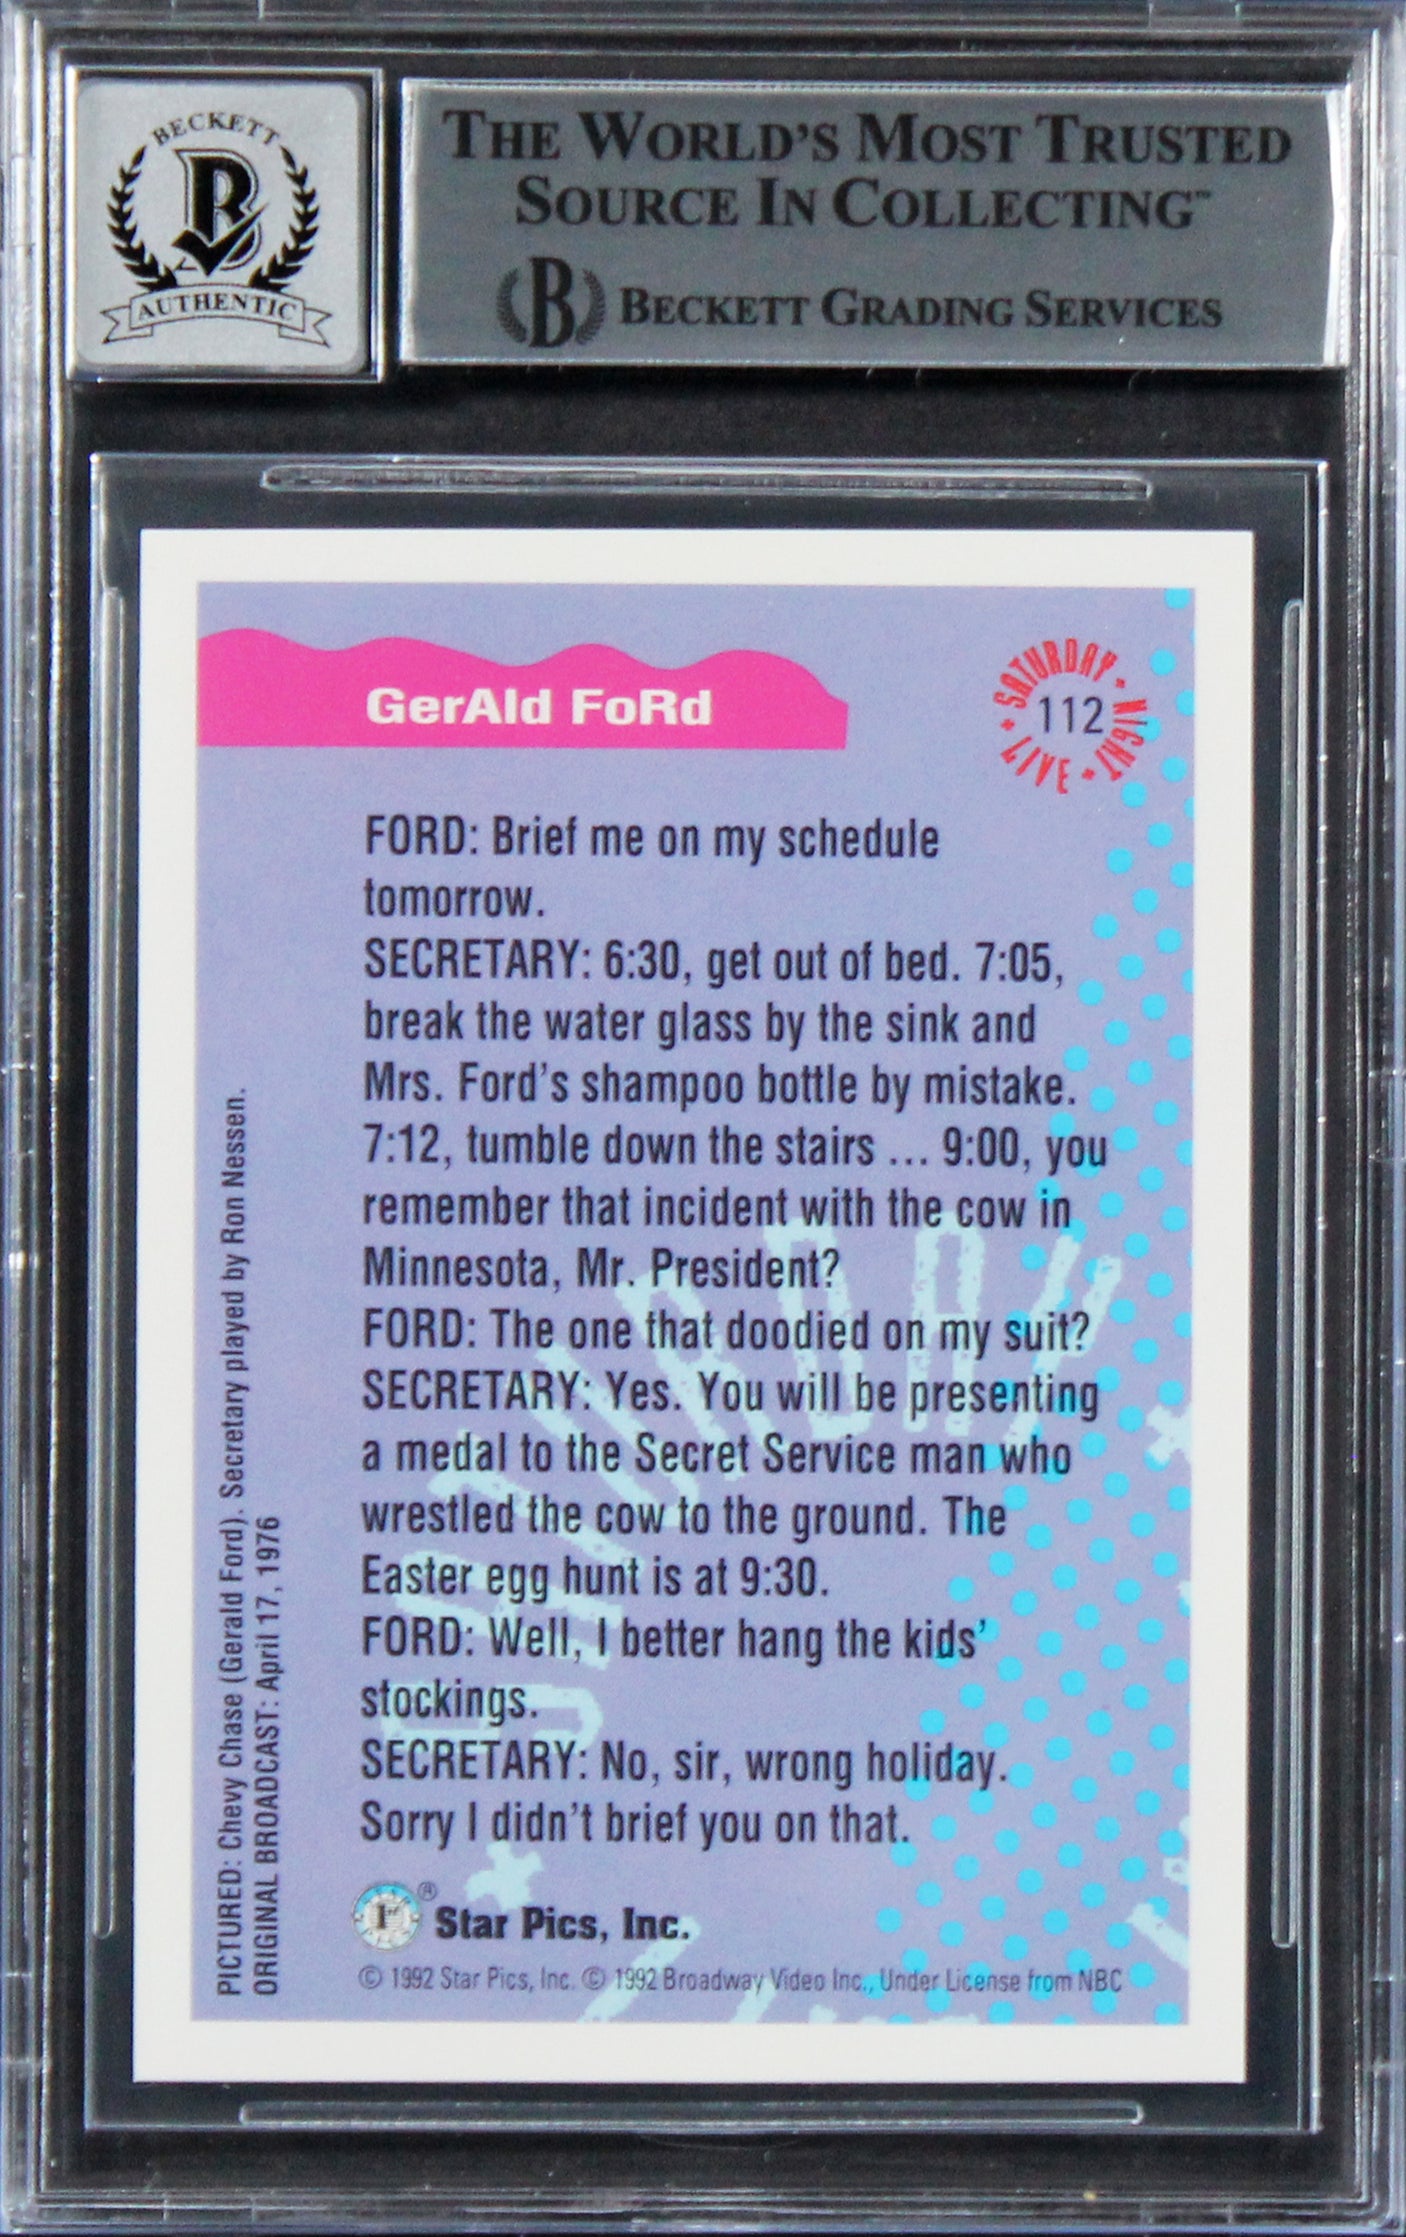 BECKETT
B
AUTHENTIC
THE WORLD'S MOST TRUSTED
SOURCE IN COLLECTING™
B BECKETT GRADING SERVICES
GerAld FoRd
SATURDAY • NIGHT • LIVE •
112
FORD: Brief me on my schedule
tomorrow.
SECRETARY: 6:30, get out of bed. 7:05,
break the water glass by the sink and
Mrs. Ford's shampoo bottle by mistake.
7:12, tumble down the stairs ... 9:00, you
remember that incident with the cow in
Minnesota, Mr. President?
FORD: The one that doodied on my suit?
SECRETARY: Yes. You will be presenting
a medal to the Secret Service man who
wrestled the cow to the ground. The
Easter egg hunt is at 9:30.
FORD: Well, I better hang the kids'
stockings.
SECRETARY: No, sir, wrong holiday.
Sorry I didn't brief you on that.
PICTURED: Chevy Chase (Gerald Ford). Secretary played by Ron Nessen.
ORIGINAL BROADCAST: April 17, 1976
SATURDAY
® Star Pics, Inc.
© 1992 Star Pics, Inc. © 1992 Broadway Video Inc., Under License from NBC